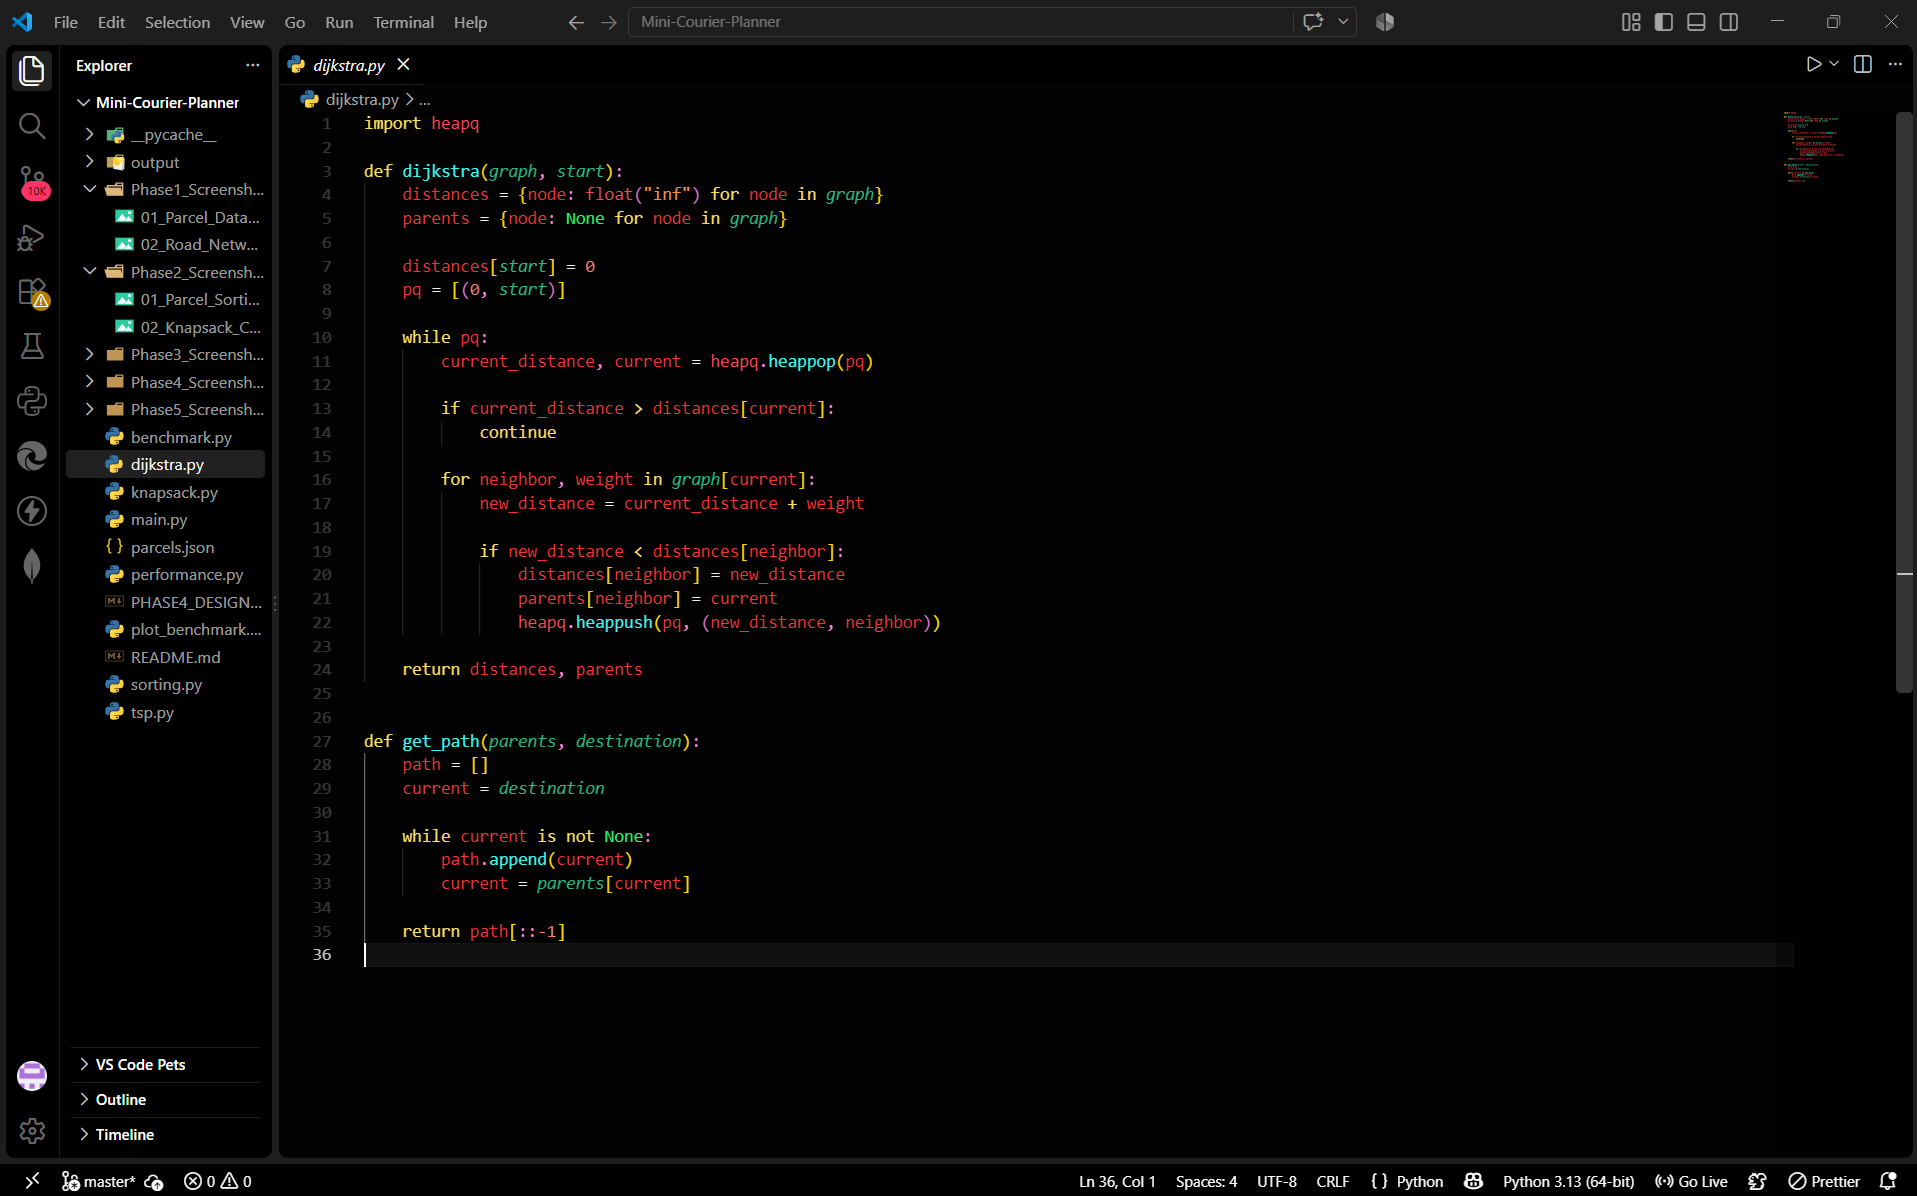 File Edit Selection View Go Run Terminal Help
Mini-Courier-Planner
Explorer
Mini-Courier-Planner
__pycache__
output
Phase1_Screensh...
01_Parcel_Data...
02_Road_Netw...
Phase2_Screensh...
01_Parcel_Sorti...
02_Knapsack_C...
Phase3_Screensh...
Phase4_Screensh...
Phase5_Screensh...
benchmark.py
dijkstra.py
knapsack.py
main.py
{ } parcels.json
performance.py
PHASE4_DESIGN...
plot_benchmark....
README.md
sorting.py
tsp.py
VS Code Pets
Outline
Timeline
10K
dijkstra.py
dijkstra.py > ...
1 import heapq
2
3 def dijkstra(graph, start):
4     distances = {node: float("inf") for node in graph}
5     parents = {node: None for node in graph}
6
7     distances[start] = 0
8     pq = [(0, start)]
9
10     while pq:
11         current_distance, current = heapq.heappop(pq)
12
13         if current_distance > distances[current]:
14             continue
15
16         for neighbor, weight in graph[current]:
17             new_distance = current_distance + weight
18
19             if new_distance < distances[neighbor]:
20                 distances[neighbor] = new_distance
21                 parents[neighbor] = current
22                 heapq.heappush(pq, (new_distance, neighbor))
23
24     return distances, parents
25
26
27 def get_path(parents, destination):
28     path = []
29     current = destination
30
31     while current is not None:
32         path.append(current)
33         current = parents[current]
34
35     return path[::-1]
36
master* 0 0
Ln 36, Col 1 Spaces: 4 UTF-8 CRLF { } Python Python 3.13 (64-bit) Go Live Prettier